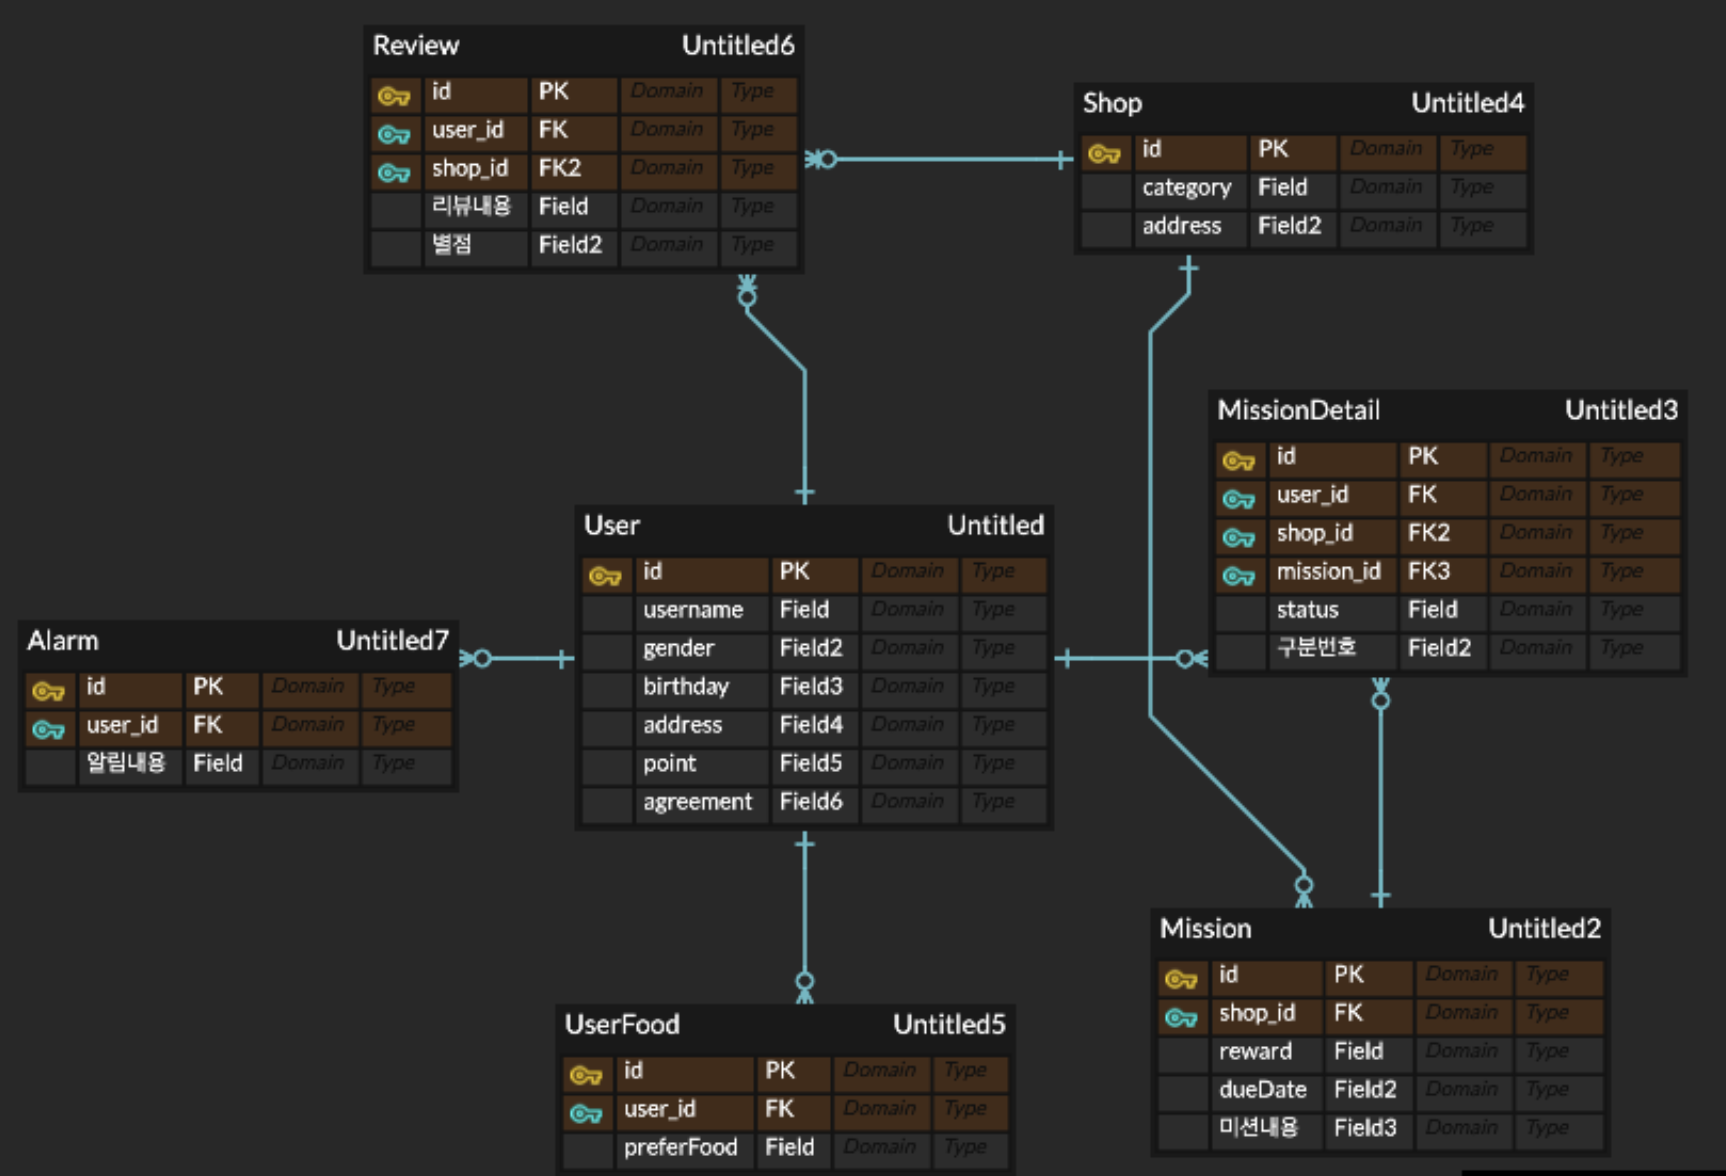 Review Untitled6
id PK Domain Type
user_id FK Domain Type
shop_id FK2 Domain Type
리뷰내용 Field Domain Type
별점 Field2 Domain Type
Shop Untitled4
id PK Domain Type
category Field Domain Type
address Field2 Domain Type
MissionDetail Untitled3
id PK Domain Type
user_id FK Domain Type
shop_id FK2 Domain Type
mission_id FK3 Domain Type
status Field Domain Type
구분번호 Field2 Domain Type
User Untitled
id PK Domain Type
username Field Domain Type
gender Field2 Domain Type
birthday Field3 Domain Type
address Field4 Domain Type
point Field5 Domain Type
agreement Field6 Domain Type
Alarm Untitled7
id PK Domain Type
user_id FK Domain Type
알림내용 Field Domain Type
Mission Untitled2
id PK Domain Type
shop_id FK Domain Type
reward Field Domain Type
dueDate Field2 Domain Type
미션내용 Field3 Domain Type
UserFood Untitled5
id PK Domain Type
user_id FK Domain Type
preferFood Field Domain Type